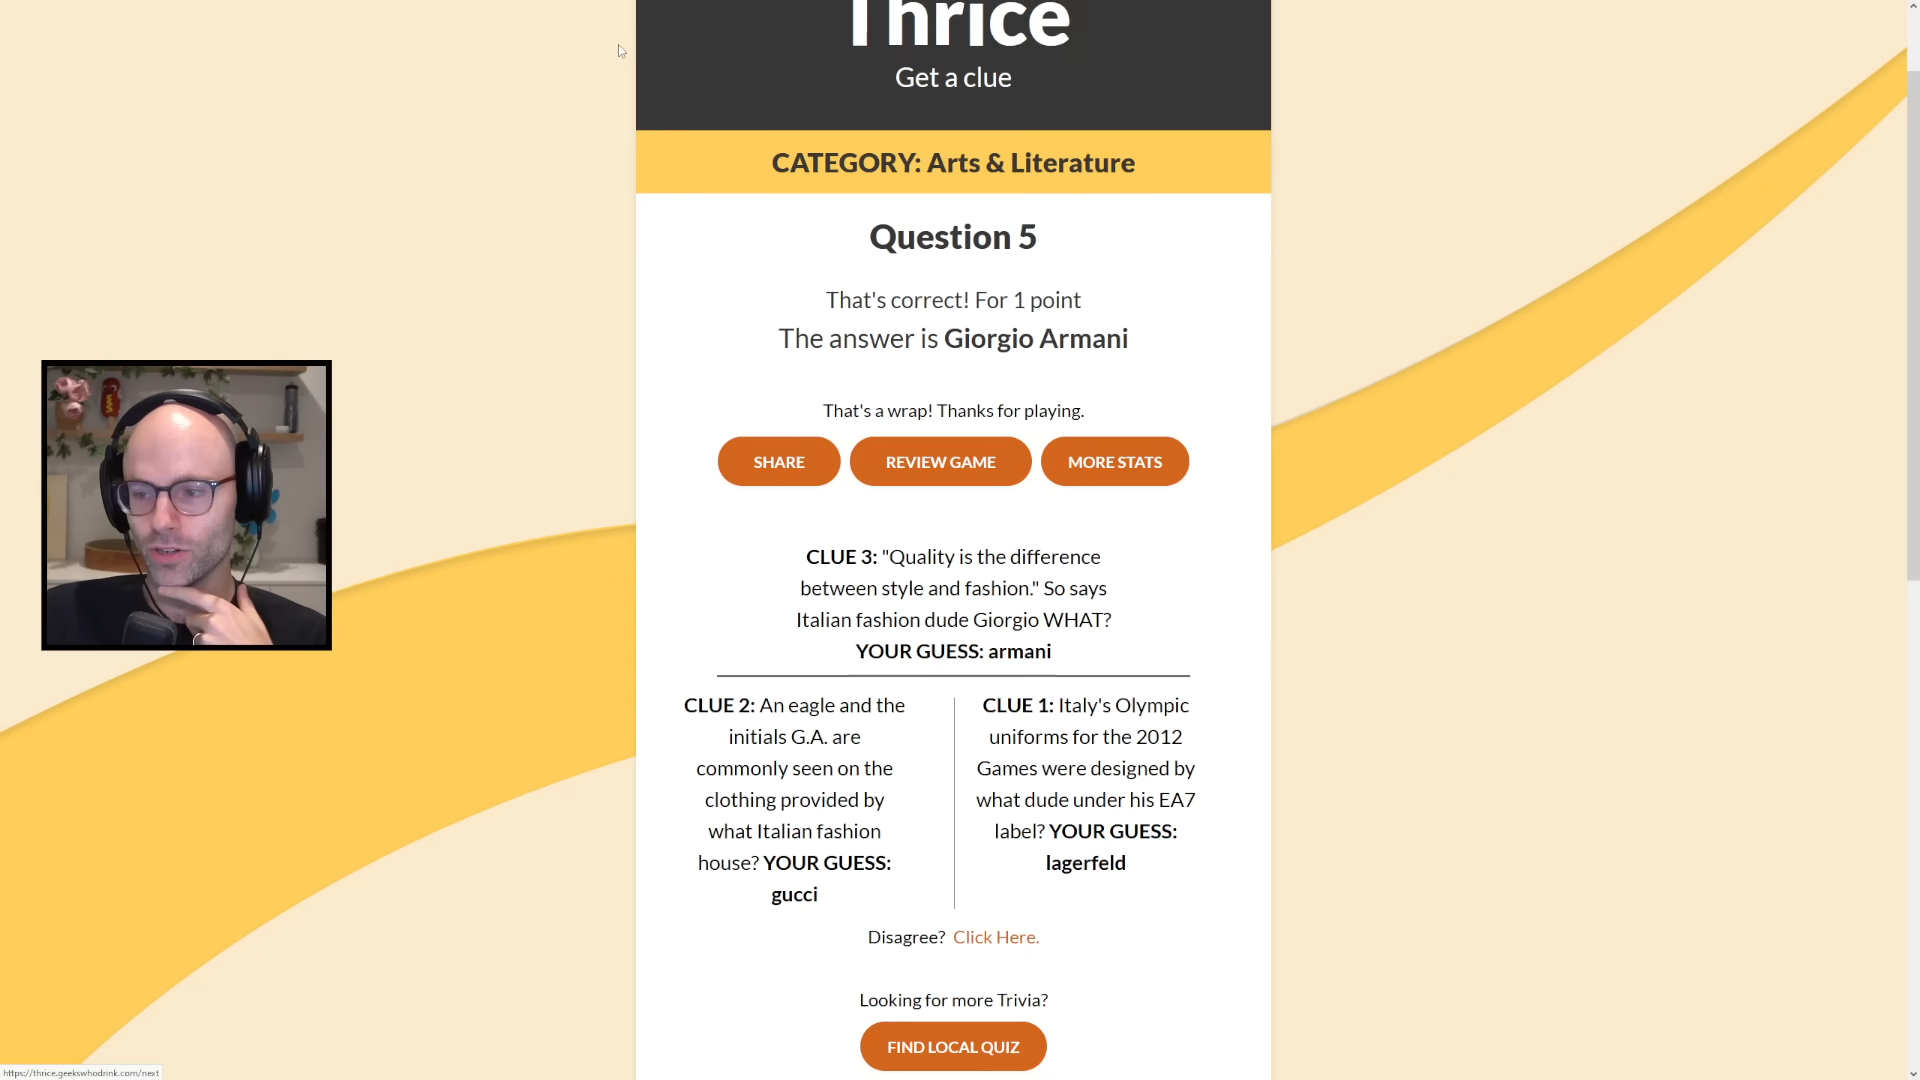 Thrice
Get a clue
CATEGORY: Arts & Literature
Question 5
That's correct! For 1 point
The answer is Giorgio Armani
That's a wrap! Thanks for playing.
SHARE
REVIEW GAME
MORE STATS
CLUE 3: "Quality is the difference
between style and fashion." So says
Italian fashion dude Giorgio WHAT?
YOUR GUESS: armani
CLUE 2: An eagle and the
initials G.A. are
commonly seen on the
clothing provided by
what Italian fashion
house? YOUR GUESS:
gucci
CLUE 1: Italy's Olympic
uniforms for the 2012
Games were designed by
what dude under his EA7
label? YOUR GUESS:
lagerfeld
Disagree? Click Here.
Looking for more Trivia?
FIND LOCAL QUIZ
https://thrice.geekswhodrink.com/next